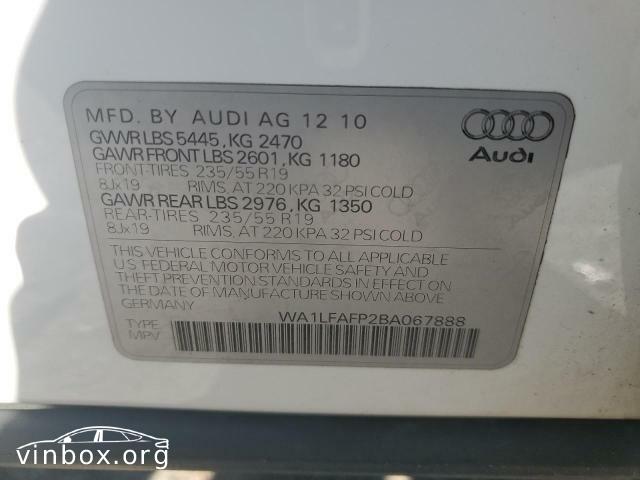 MFD. BY AUDI AG 12 10
GVWR LBS 5445, KG 2470
GAWR FRONT LBS 2601, KG 1180
FRONT-TIRES 235/55 R19
8Jx19 RIMS, AT 220 KPA 32 PSI COLD
GAWR REAR LBS 2976, KG 1350
REAR-TIRES 235/55 R19
8Jx19 RIMS, AT 220 KPA 32 PSI COLD
Audi
THIS VEHICLE CONFORMS TO ALL APPLICABLE
U.S FEDERAL MOTOR VEHICLE SAFETY AND
THEFT PREVENTION STANDARDS IN EFFECT ON
THE DATE OF MANUFACTURE SHOWN ABOVE.
GERMANY
WA1LFAFP2BA067888
TYPE:
MPV
vinbox.org